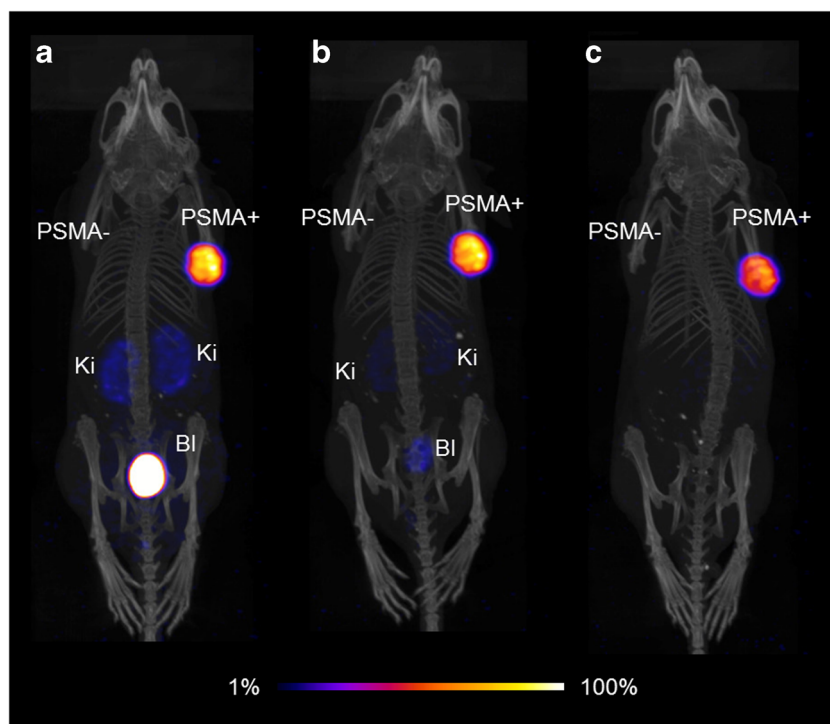 a b c
PSMA- PSMA+ PSMA- PSMA+ PSMA- PSMA+
Ki Ki Ki Ki
Bl Bl
1% 100%